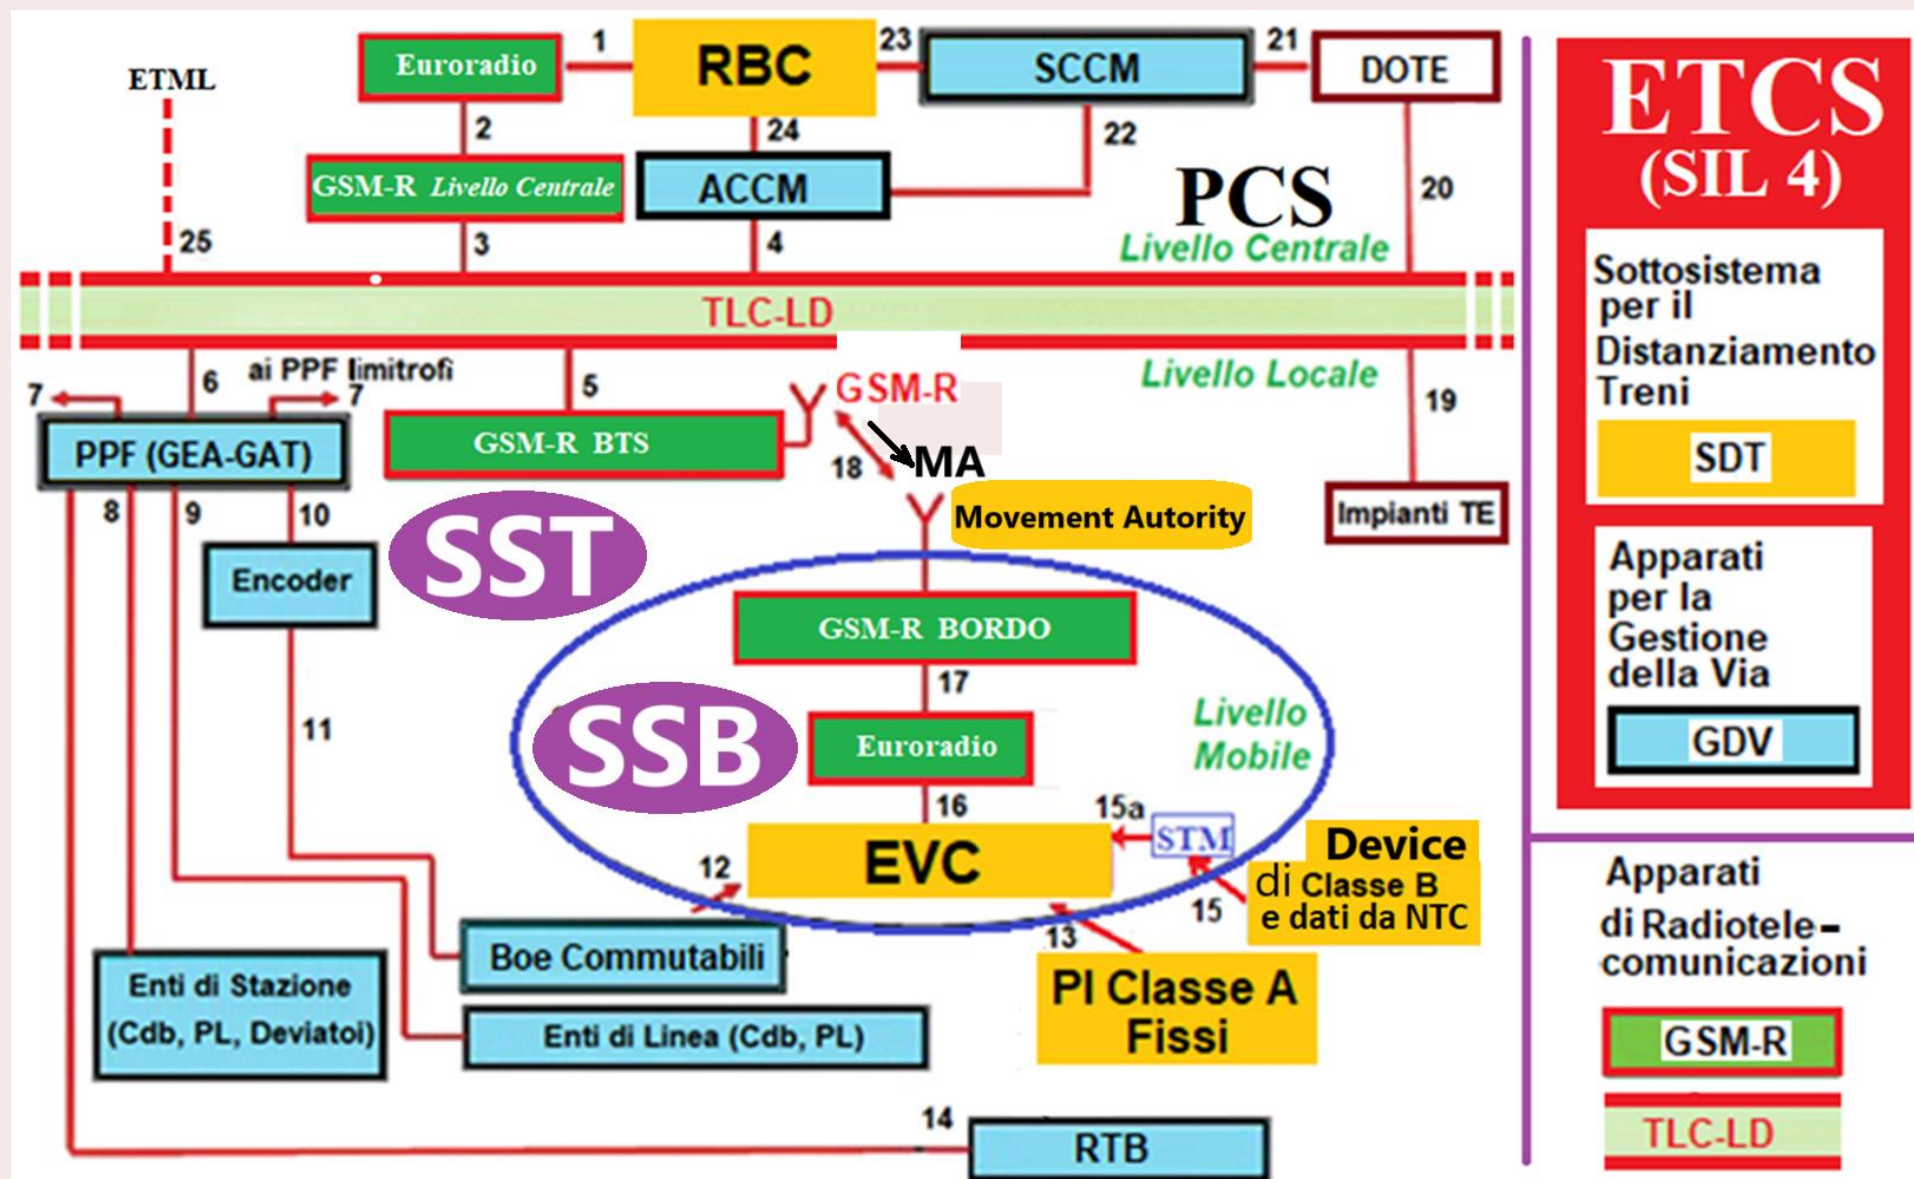 ETML
Euroradio
1
RBC
23
SCCM
21
DOTE
2
24
22
GSM-R Livello Centrale
ACCM
PCS
20
25
3
4
Livello Centrale
TLC-LD
7
6
ai PPF limitrofi
7
5
GSM-R
Livello Locale
19
PPF (GEA-GAT)
GSM-R BTS
18
MA
8
9
10
Movement Autority
Impianti TE
Encoder
SST
GSM-R BORDO
11
17
SSB
Euroradio
Livello
Mobile
16
15a
STM
EVC
12
Device
di Classe B
e dati da NTC
15
13
Boe Commutabili
Enti di Stazione
(Cdb, PL, Deviatoi)
PI Classe A
Fissi
Enti di Linea (Cdb, PL)
14
RTB
ETCS
(SIL 4)
Sottosistema
per il
Distanziamento
Treni
SDT
Apparati
per la
Gestione
della Via
GDV
Apparati
di Radiotele-
comunicazioni
GSM-R
TLC-LD